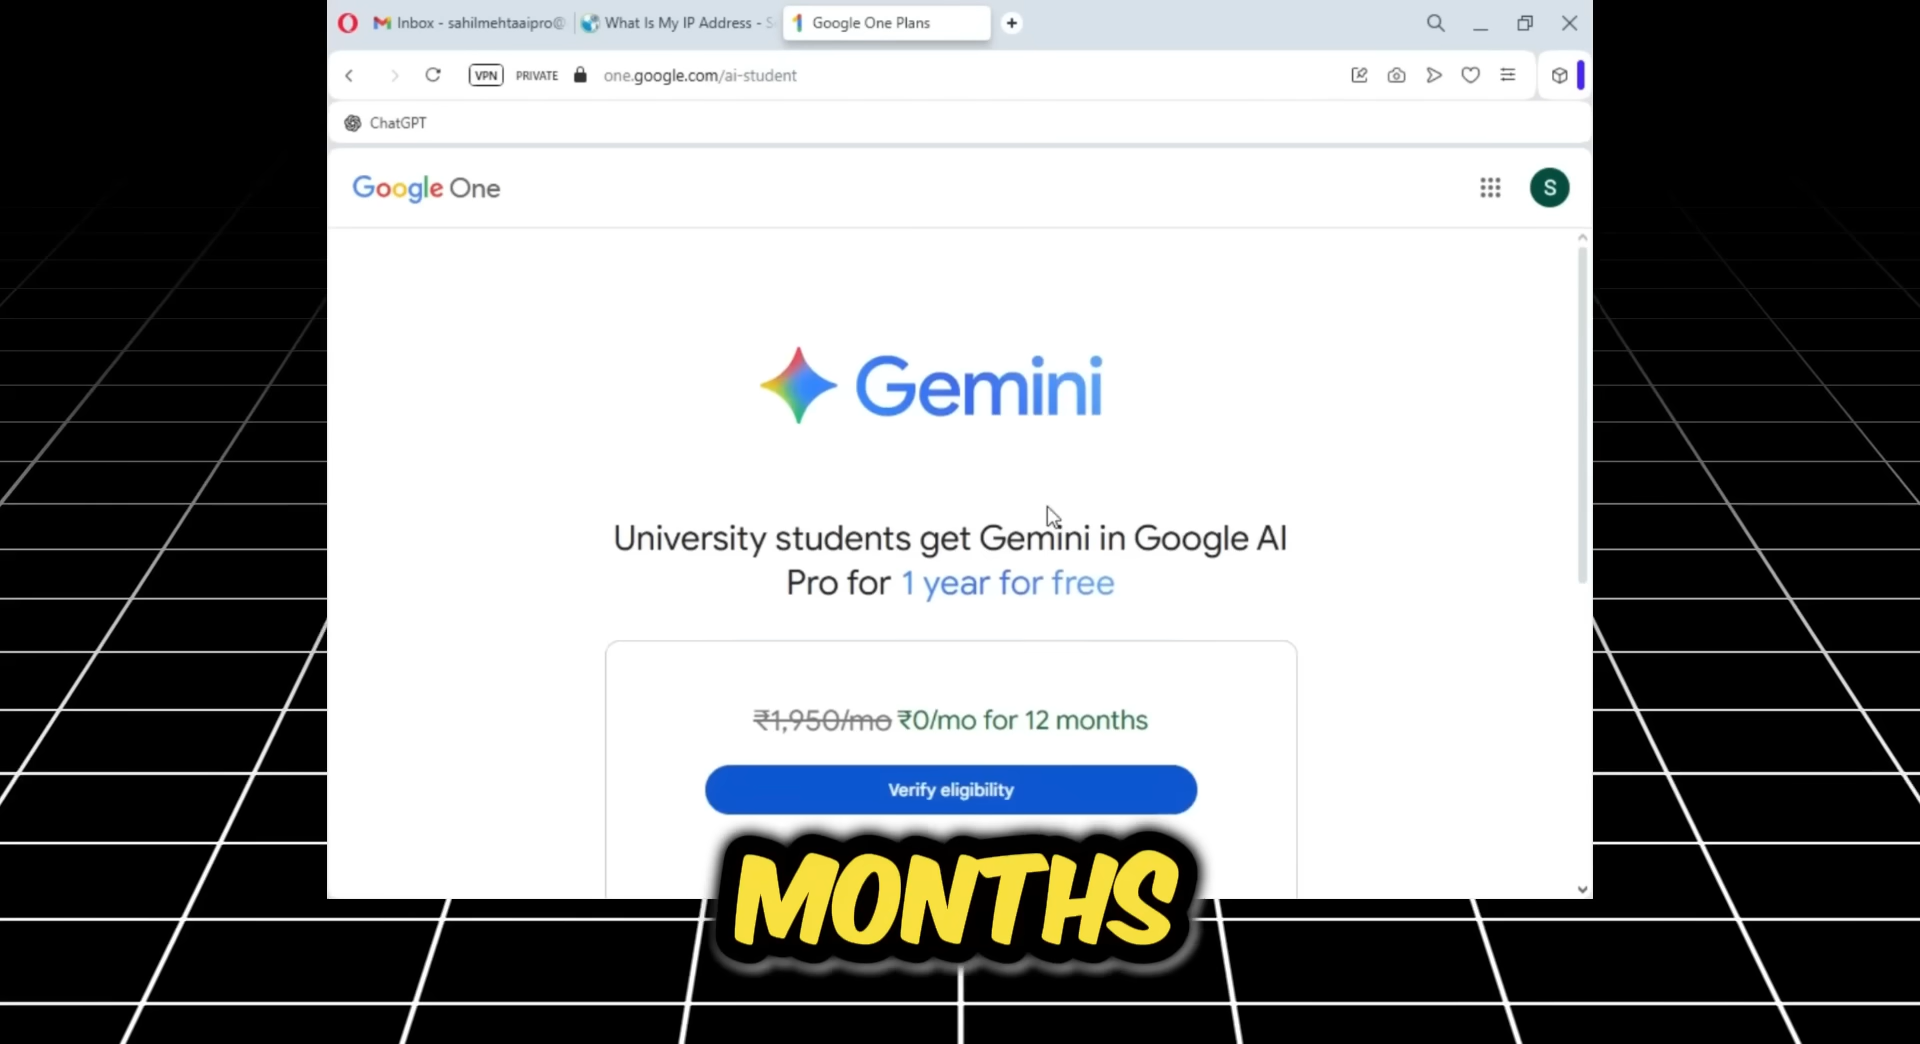 Inbox - sahilmehtaaipro@
What Is My IP Address - S
Google One Plans
VPN
PRIVATE
one.google.com/ai-student
ChatGPT
Google One
S
Gemini
University students get Gemini in Google AI
Pro for 1 year for free
₹1,950/mo ₹0/mo for 12 months
Verify eligibility
MONTHS